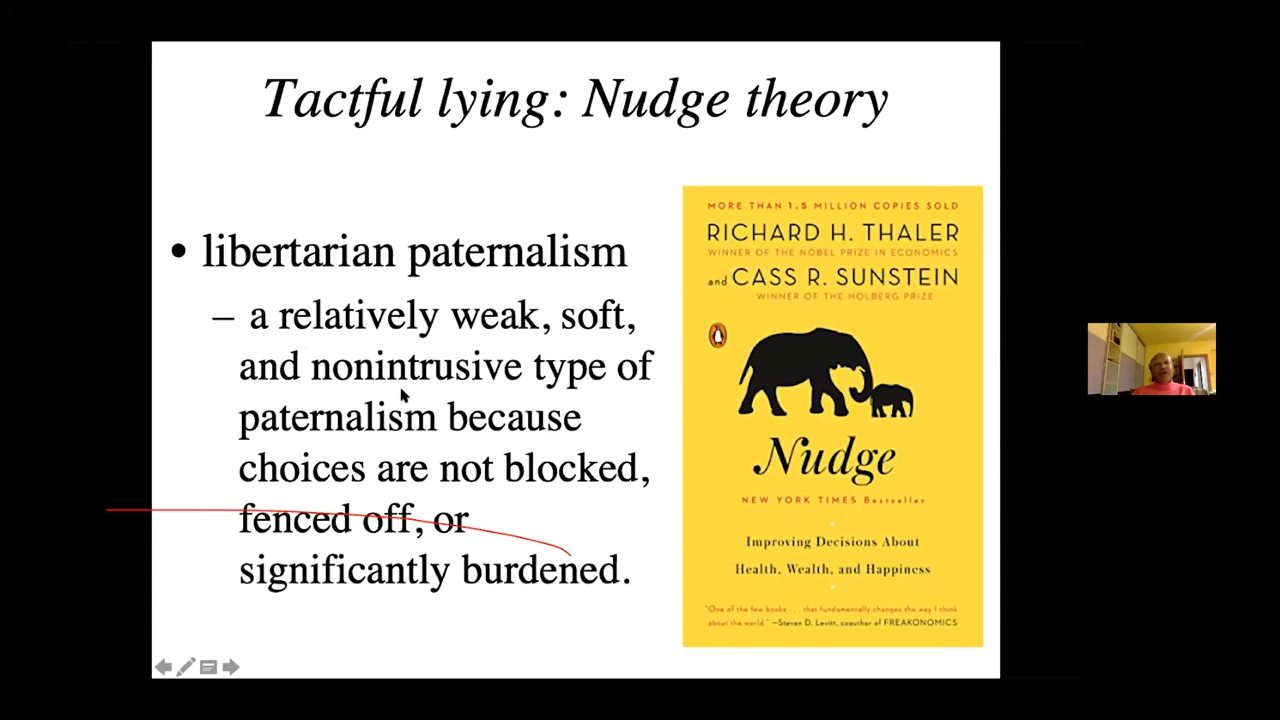 Tactful lying: Nudge theory
• libertarian paternalism
– a relatively weak, soft,
and nonintrusive type of
paternalism because
choices are not blocked,
fenced off, or
significantly burdened.
MORE THAN 1.5 MILLION COPIES SOLD
RICHARD H. THALER
WINNER OF THE NOBEL PRIZE IN ECONOMICS
and CASS R. SUNSTEIN
WINNER OF THE HOLBERG PRIZE
Nudge
NEW YORK TIMES Bestseller
Improving Decisions About
Health, Wealth, and Happiness
"One of the few books . . . that fundamentally changes the way I think
about the world." —Steven D. Levitt, coauthor of FREAKONOMICS